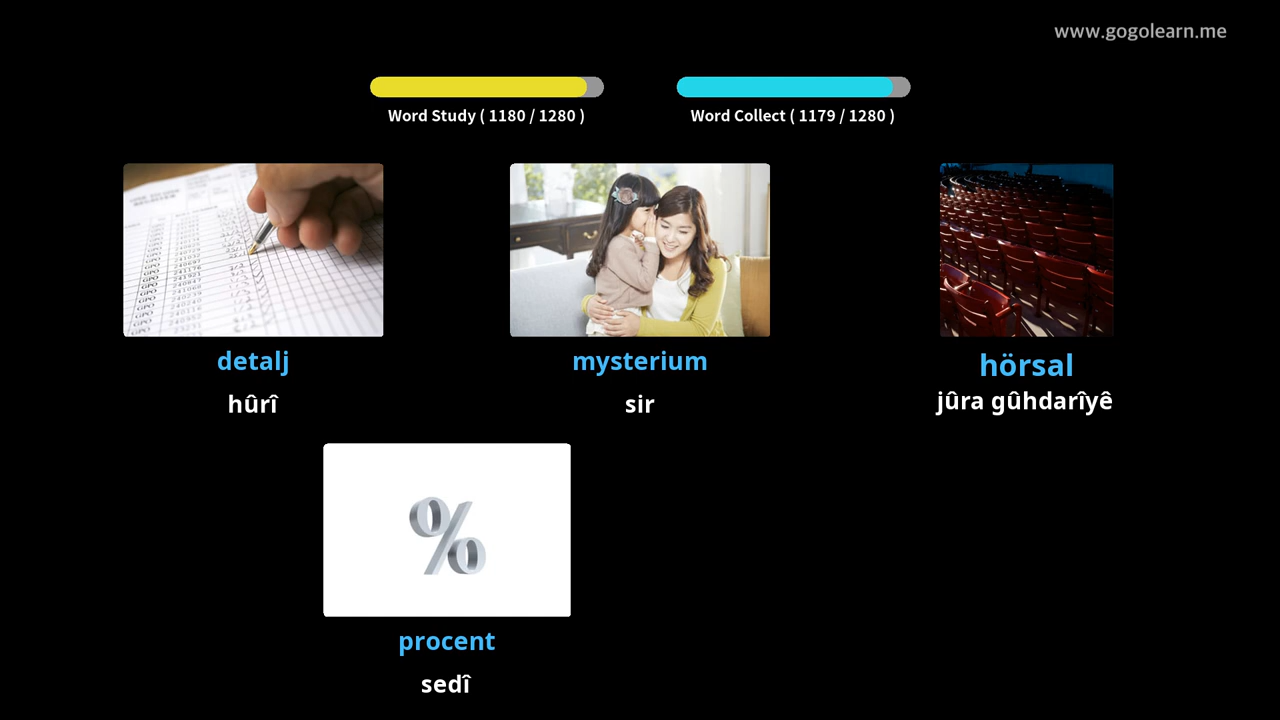 www.gogolearn.me
Word Study ( 1180 / 1280 )
Word Collect ( 1179 / 1280 )
detalj
mysterium
hörsal
hûrî
sir
jûra gûhdarîyê
%
procent
sedî